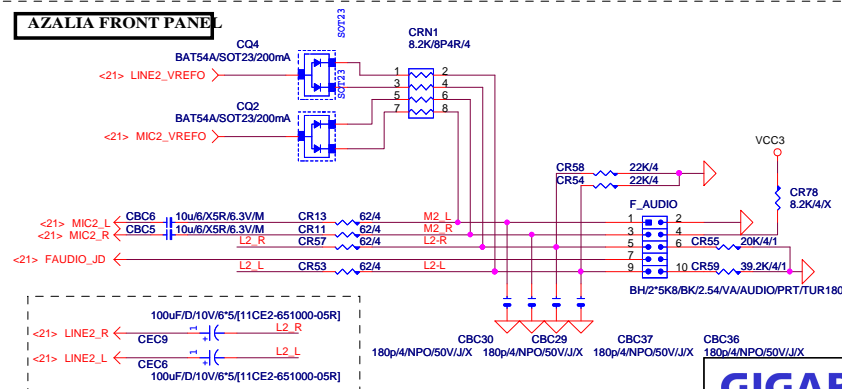 AZALIA FRONT PANEL
SOT23
CQ4
BAT54A/SOT23/200mA
<21> LINE2_VREFO
SOT23
CRN1
8.2K/8P4R/4
1 2
3 4
5 6
7 8
CQ2
BAT54A/SOT23/200mA
<21> MIC2_VREFO
VCC3
CR58 22K/4
CR54 22K/4
CR78
8.2K/4/X
F_AUDIO
<21> MIC2_L CBC6 10u/6/X5R/6.3V/M CR13 62/4 M2_L 1 2
<21> MIC2_R CBC5 10u/6/X5R/6.3V/M CR11 62/4 M2_R 3 4
L2_R CR57 62/4 L2-R 5 6 CR55 20K/4/1
<21> FAUDIO_JD 7
L2_L CR53 62/4 L2-L 9 10 CR59 39.2K/4/1
BH/2*5K8/BK/2.54/VA/AUDIO/PRT/TUR180
100uF/D/10V/6*5/[11CE2-651000-05R]
<21> LINE2_R 1 + L2_R
CEC9
<21> LINE2_L 1 + L2_L
CEC6
100uF/D/10V/6*5/[11CE2-651000-05R]
CBC30 CBC29 CBC37 CBC36
180p/4/NPO/50V/J/X 180p/4/NPO/50V/J/X 180p/4/NPO/50V/J/X 180p/4/NPO/50V/J/X